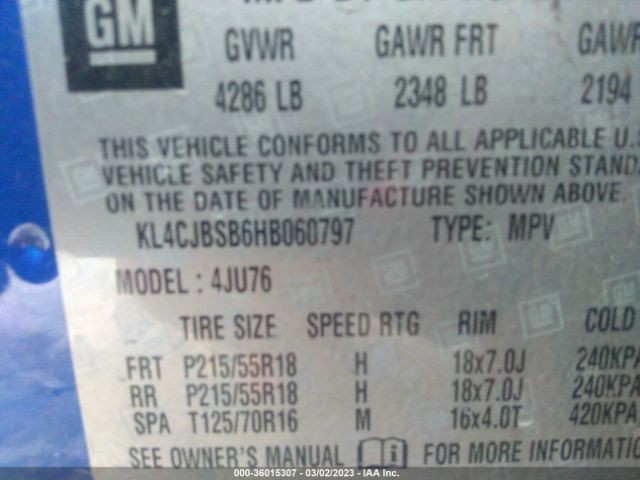 GM
GVWR GAWR FRT GAWR
4286 LB 2348 LB 2194
THIS VEHICLE CONFORMS TO ALL APPLICABLE U.S
VEHICLE SAFETY AND THEFT PREVENTION STAND
ON THE DATE OF MANUFACTURE SHOWN ABOVE.
KL4CJBSB6HB060797 TYPE: MPV
MODEL: 4JU76
TIRE SIZE SPEED RTG RIM COLD
FRT P215/55R18 H 18x7.0J 240KPA
RR P215/55R18 H 18x7.0J 240KPA
SPA T125/70R16 M 16x4.0T 420KPA
SEE OWNER'S MANUAL i FOR MORE INFORMATIO
000-36015307 - 03/02/2023 - IAA Inc.